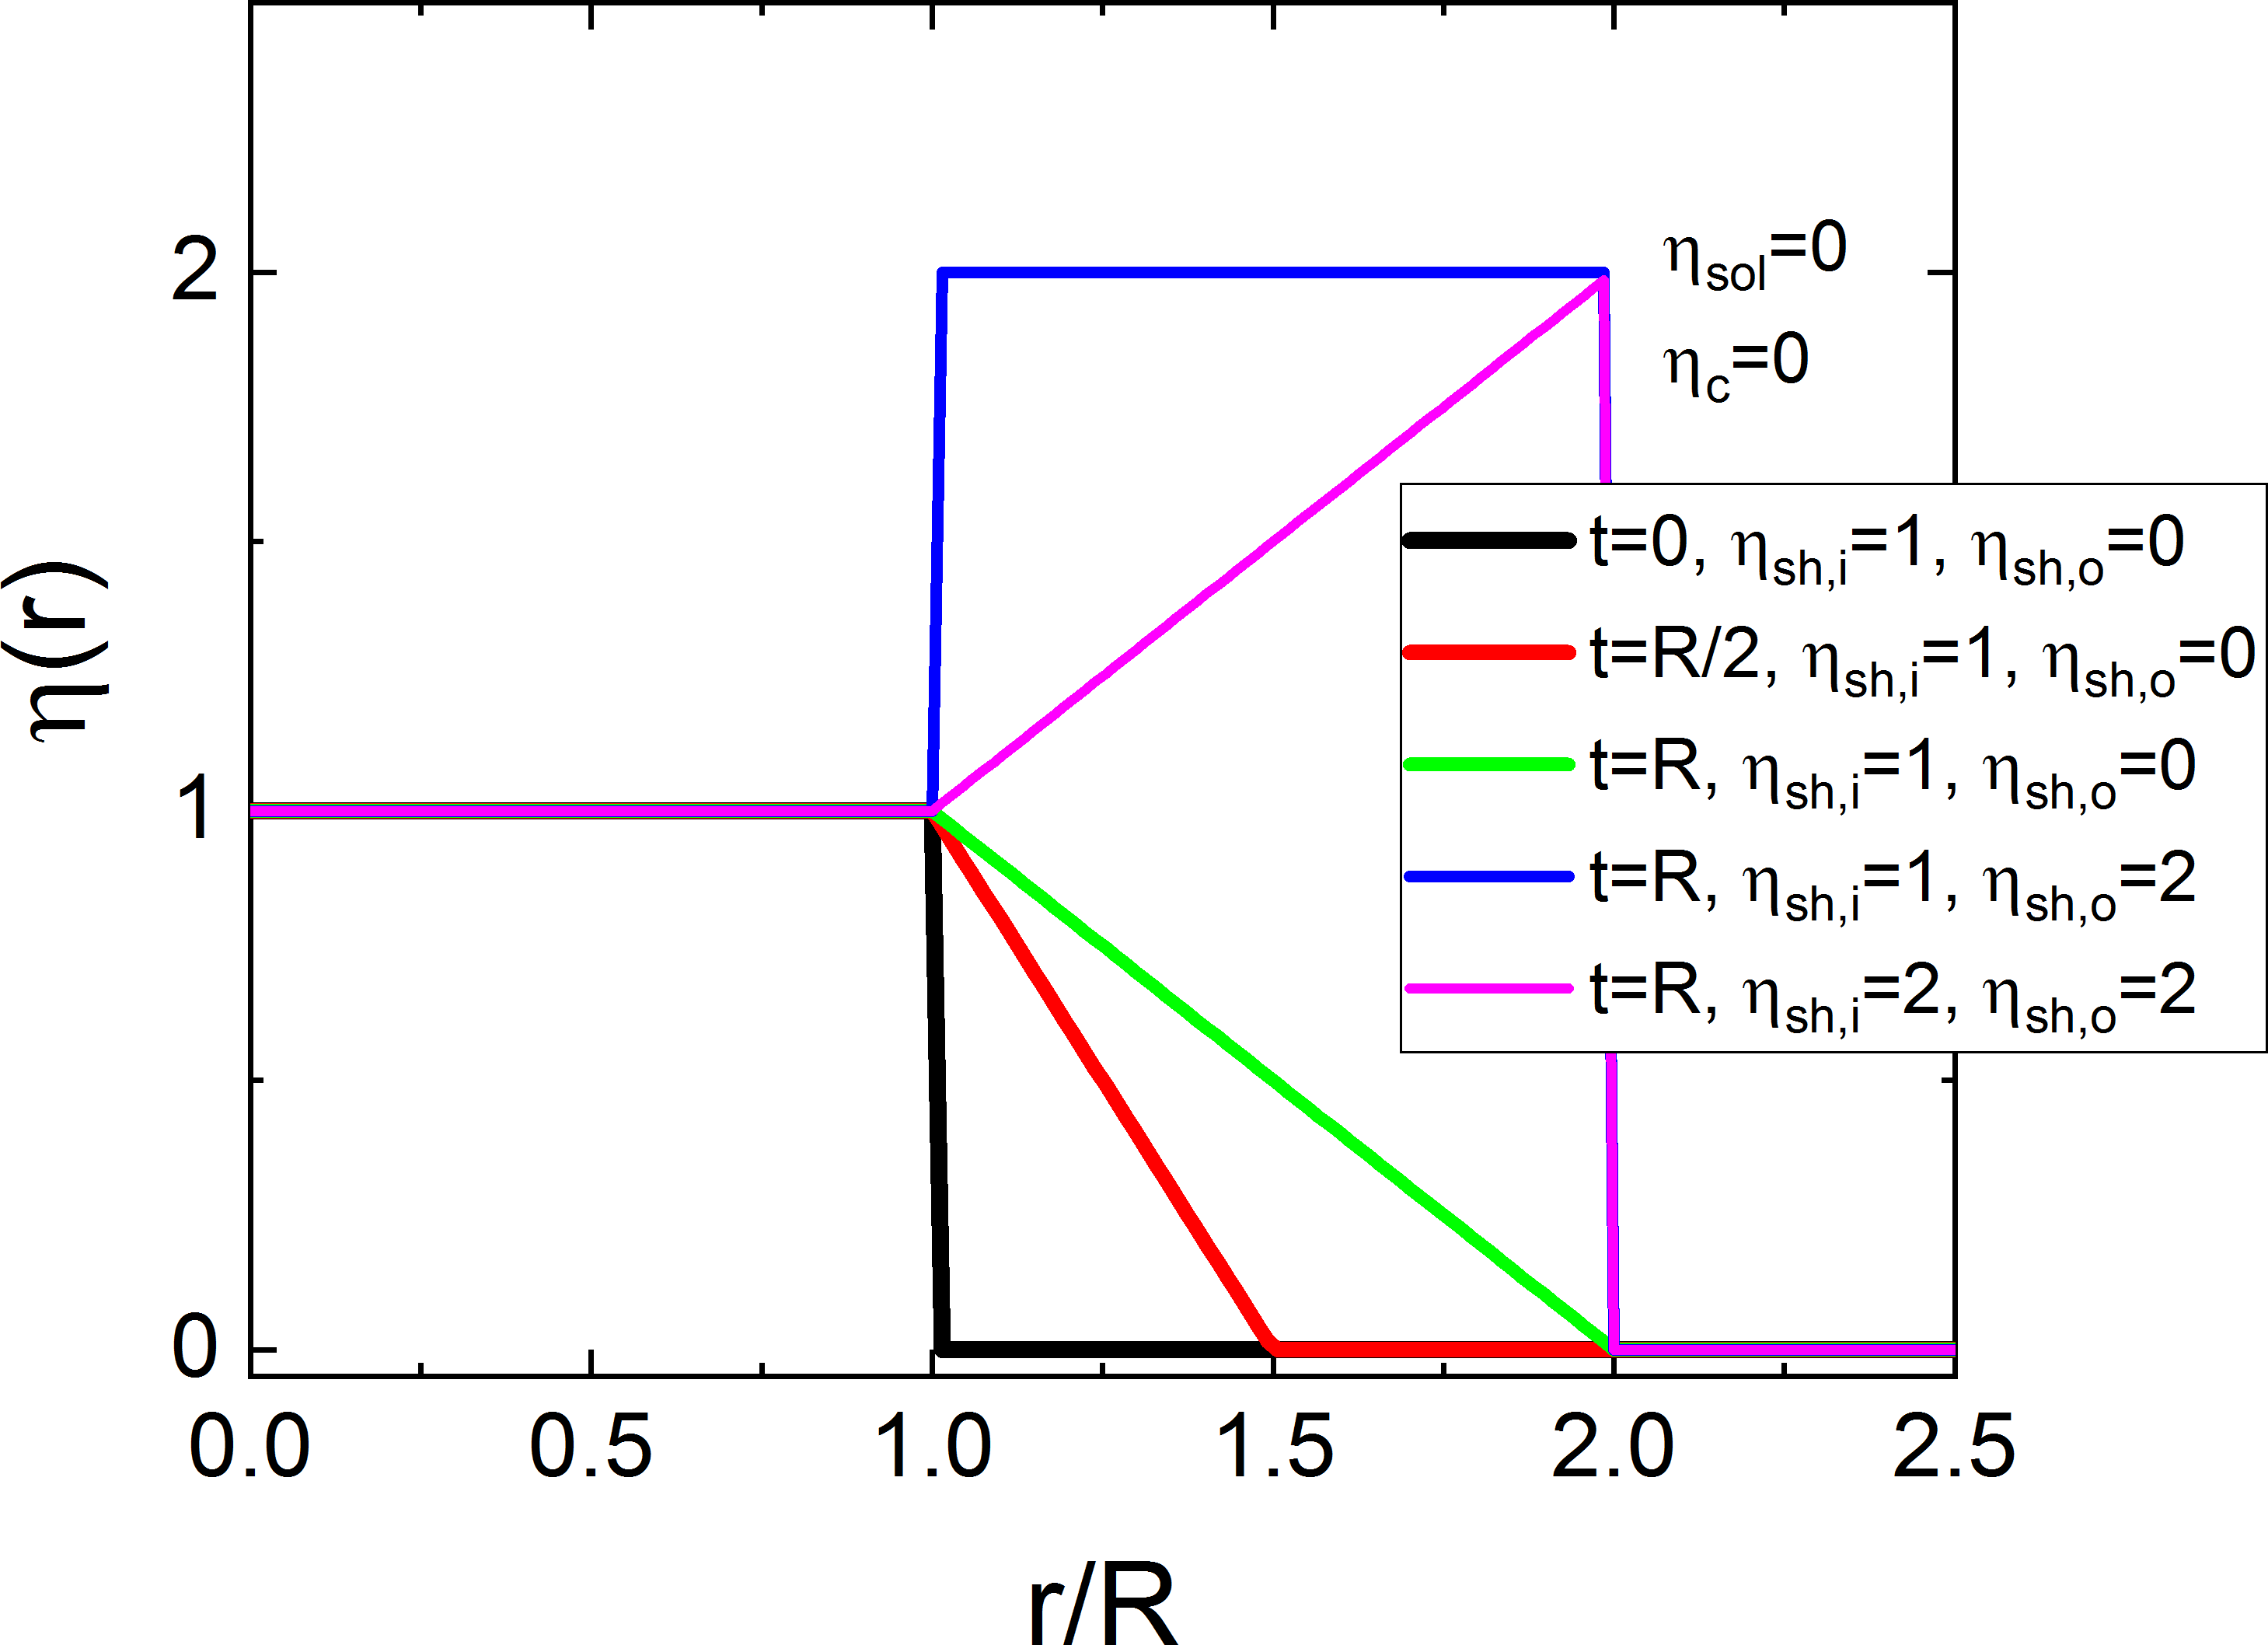 η(r)
2
1
0
ηsol=0
ηc=0
t=0, ηsh,i=1, ηsh,o=0
t=R/2, ηsh,i=1, ηsh,o=0
t=R, ηsh,i=1, ηsh,o=0
t=R, ηsh,i=1, ηsh,o=2
t=R, ηsh,i=2, ηsh,o=2
0.0 0.5 1.0 1.5 2.0 2.5
r/R